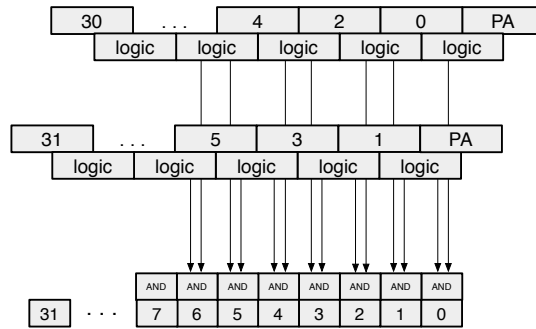 30 . . . 4 2 0 PA
logic logic logic logic logic
31 . . . 5 3 1 PA
logic logic logic logic logic
AND AND AND AND AND AND AND AND
31 . . . 7 6 5 4 3 2 1 0